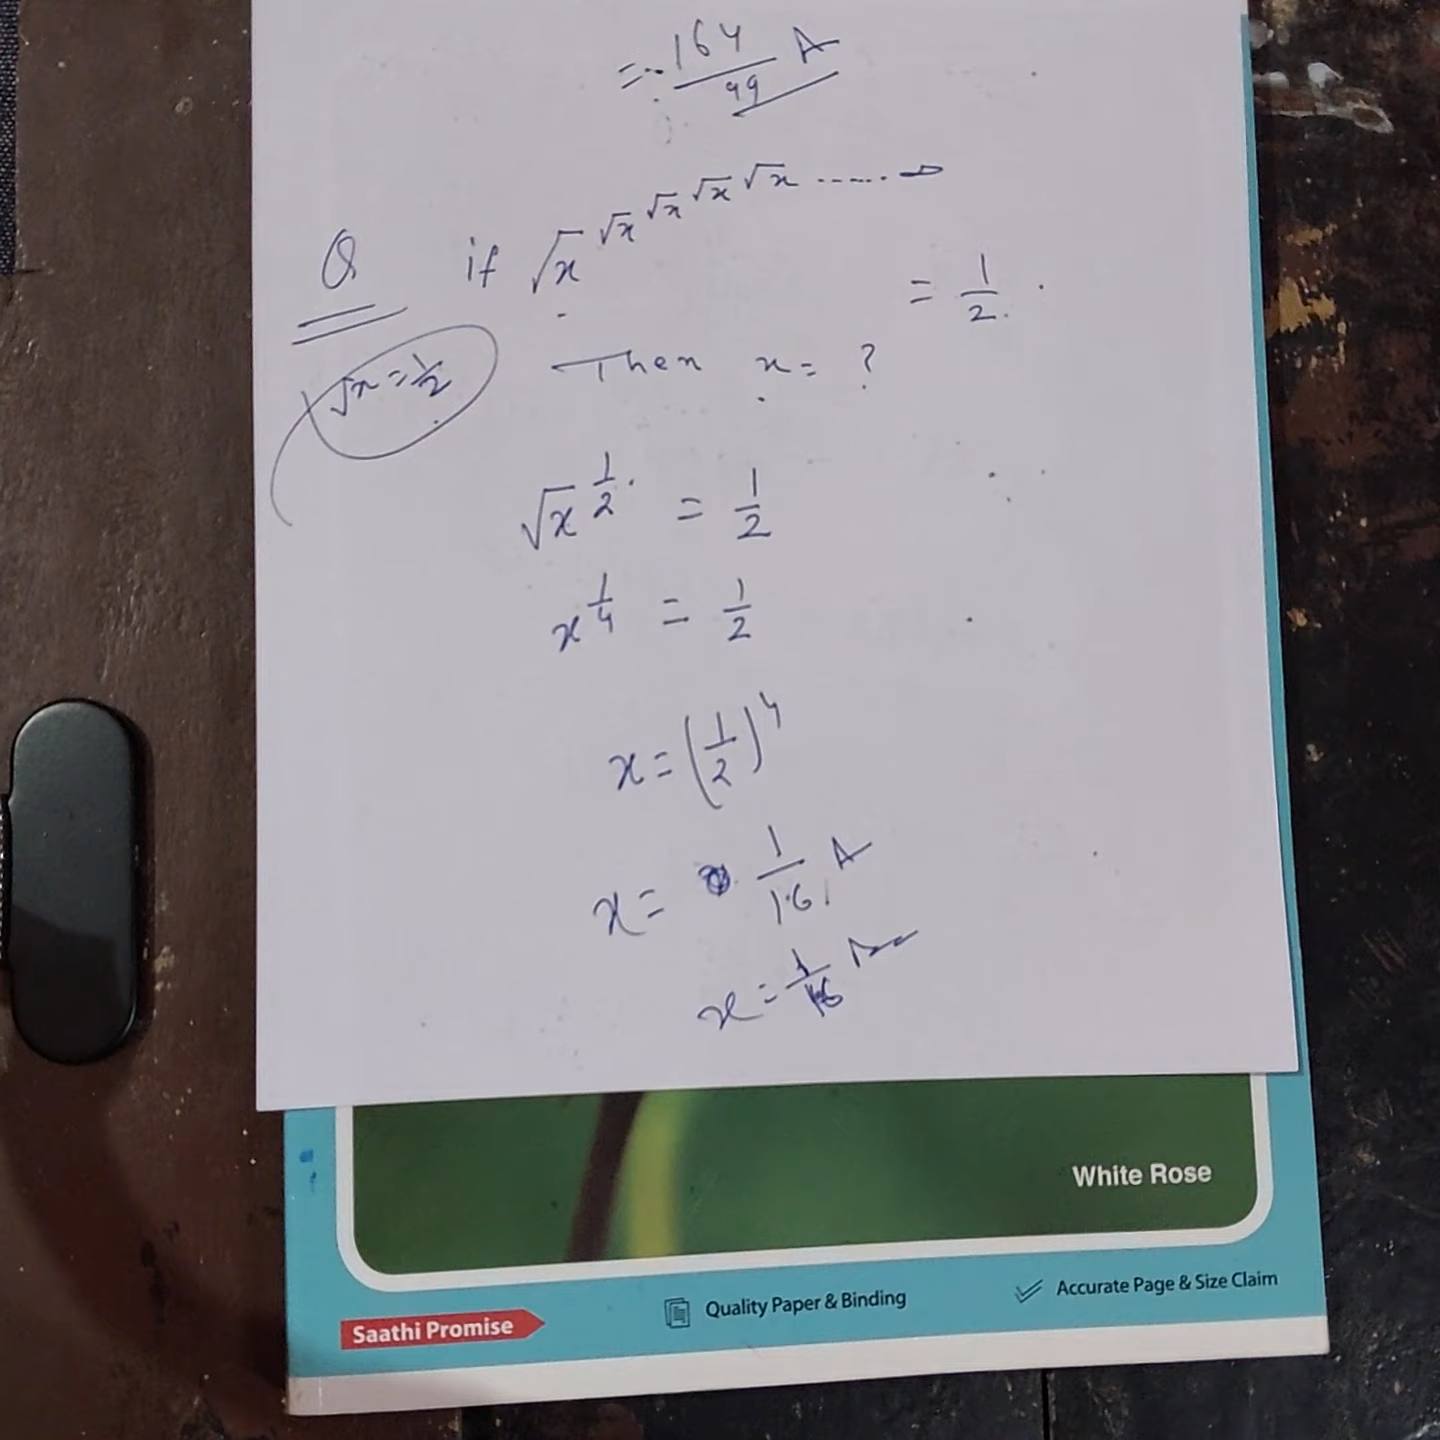 = 164/99 A
Q if √x^√x^√x^√x^√x ...... = 1/2.
√x = 1/2
Then x = ?
√x^1/2 = 1/2
x^1/4 = 1/2
x = (1/2)^4
x = 1/16 A
x = 1/16
White Rose
Saathi Promise
Quality Paper & Binding
Accurate Page & Size Claim